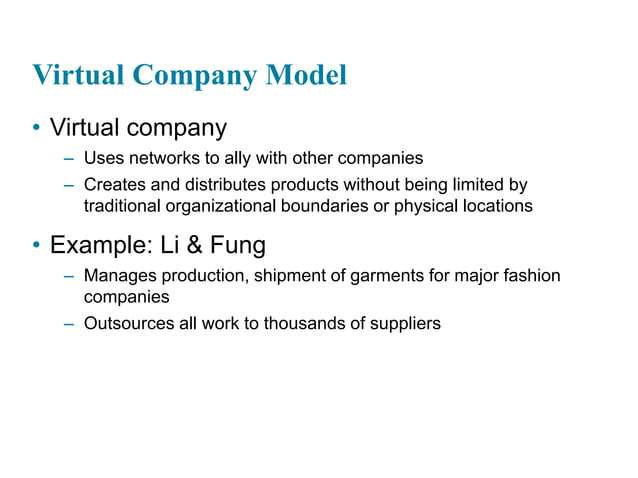 Virtual Company Model
• Virtual company
– Uses networks to ally with other companies
– Creates and distributes products without being limited by
traditional organizational boundaries or physical locations
• Example: Li & Fung
– Manages production, shipment of garments for major fashion
companies
– Outsources all work to thousands of suppliers